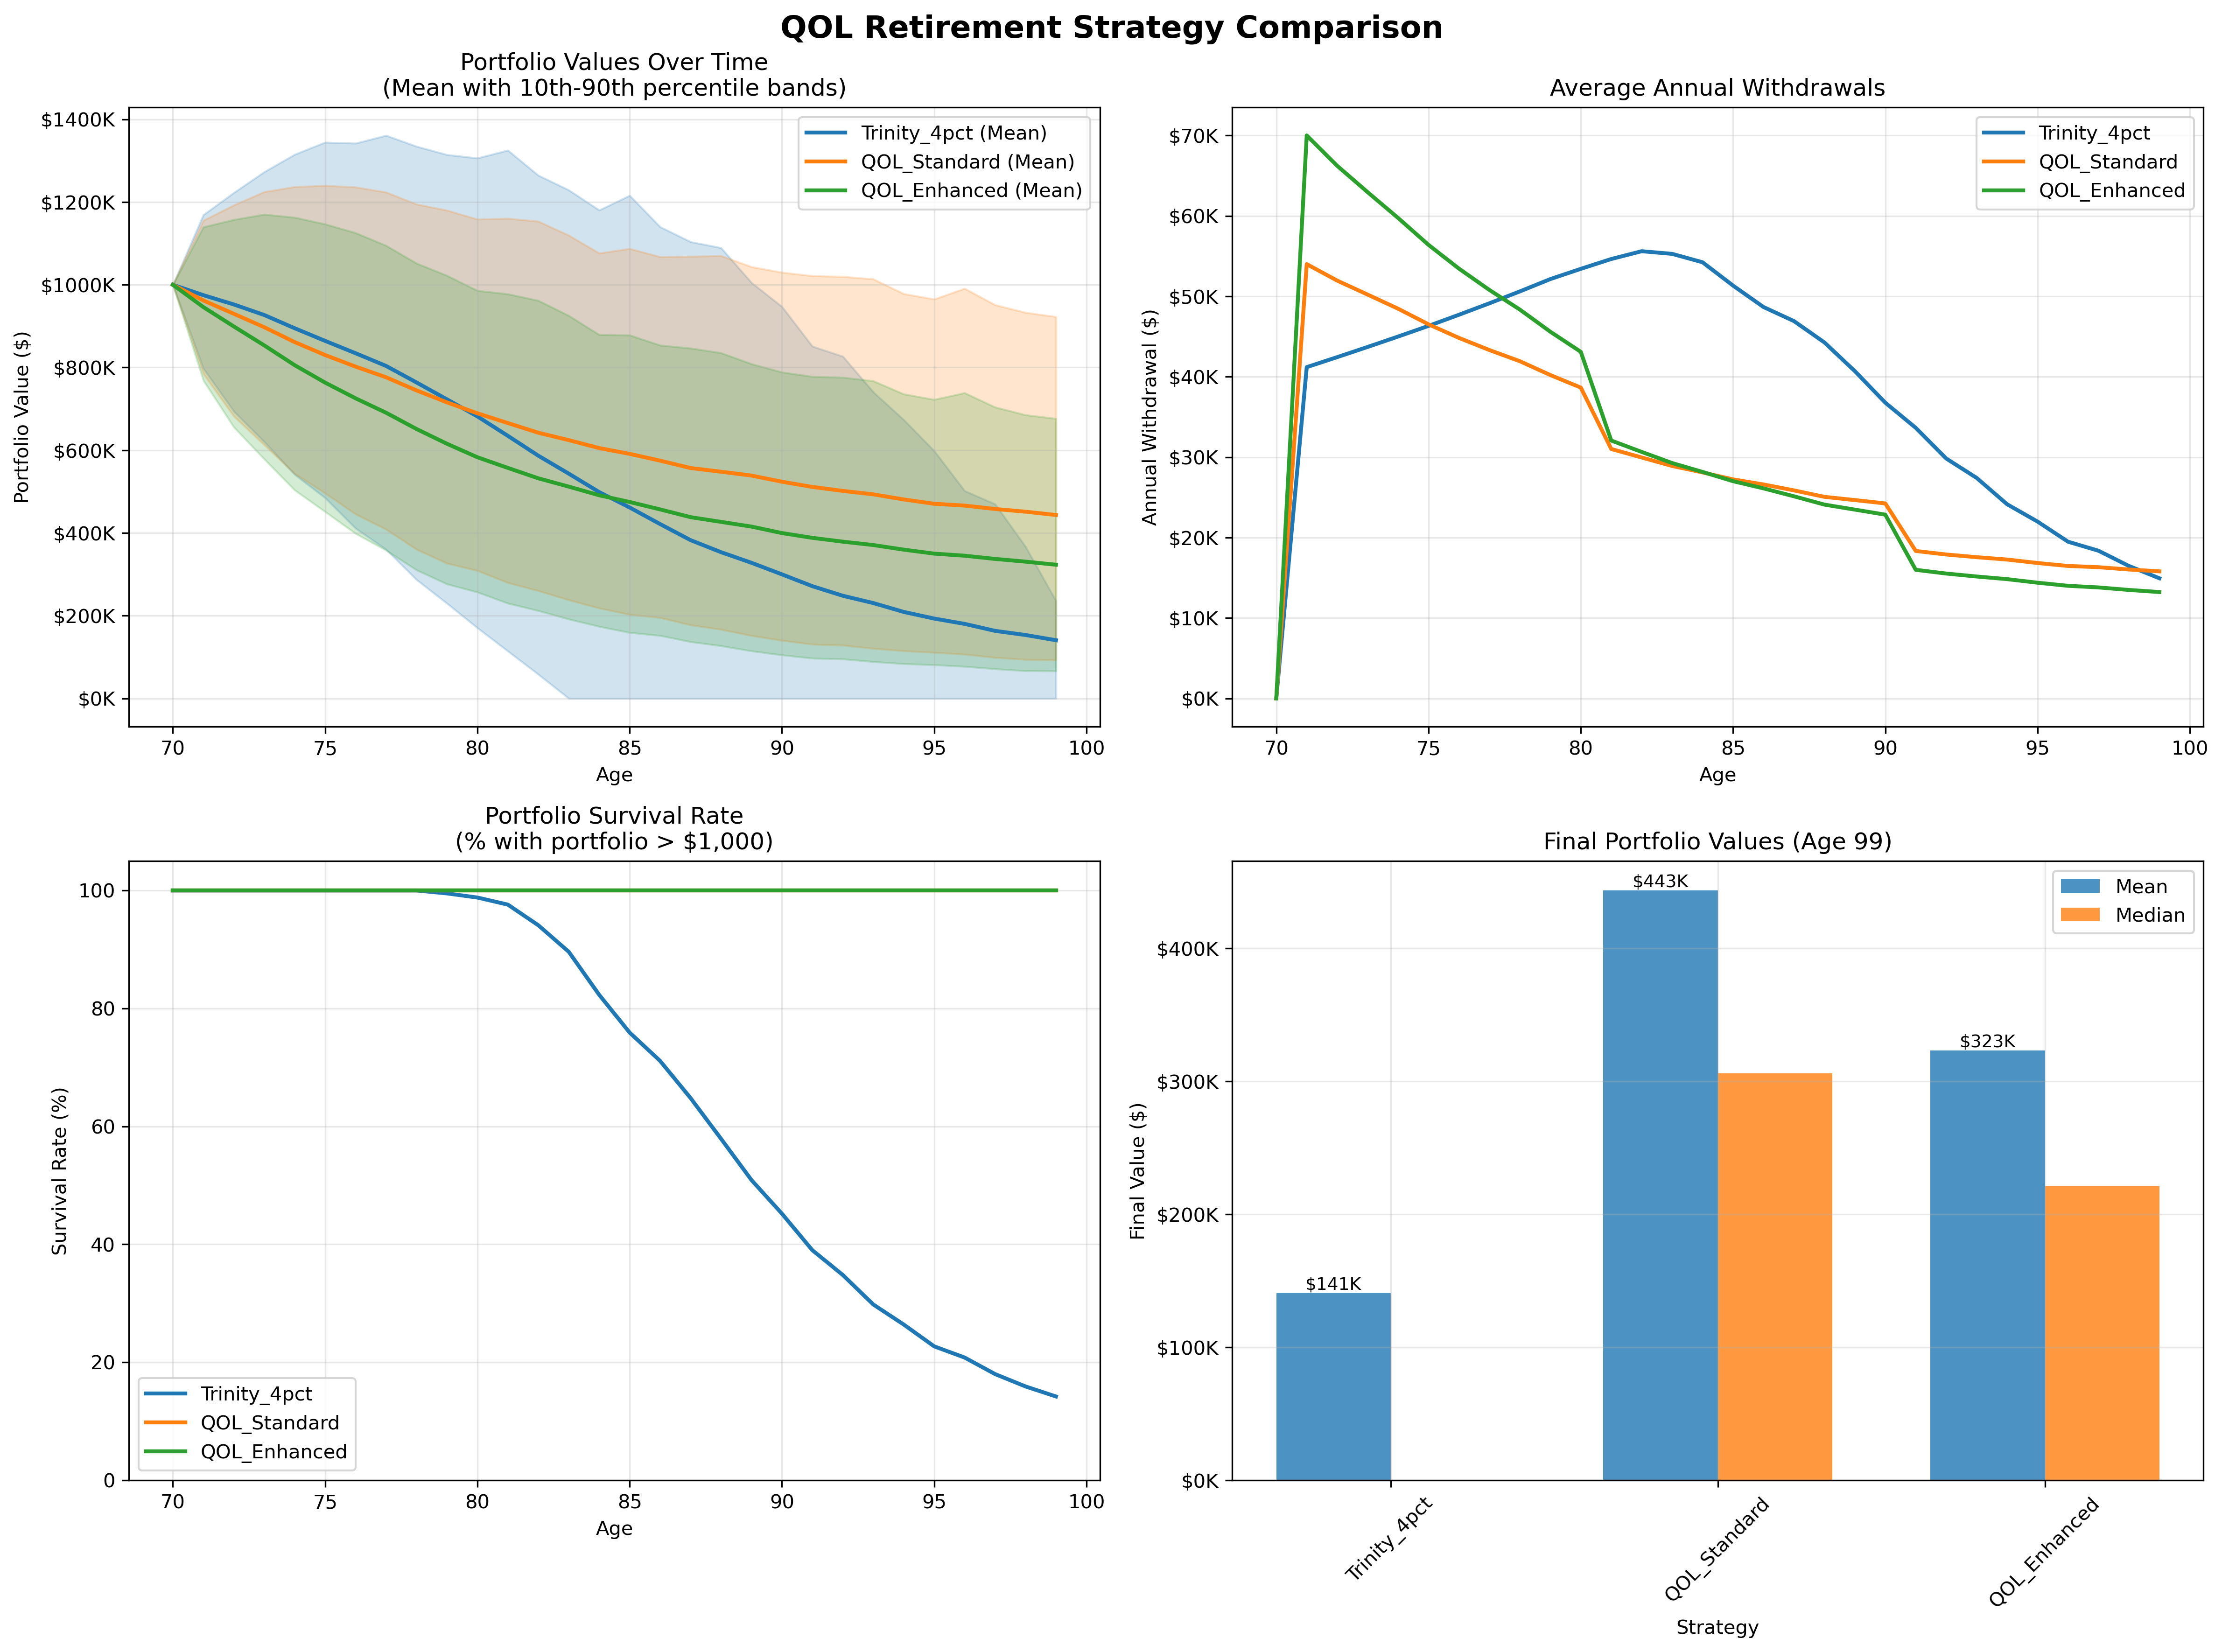 QOL Retirement Strategy Comparison
Portfolio Values Over Time
(Mean with 10th-90th percentile bands)
$1400K
$1200K
$1000K
$800K
$600K
$400K
$200K
$0K
Portfolio Value ($)
70 75 80 85 90 95 100
Age
Trinity_4pct (Mean)
QOL_Standard (Mean)
QOL_Enhanced (Mean)
Average Annual Withdrawals
$70K
$60K
$50K
$40K
$30K
$20K
$10K
$0K
Annual Withdrawal ($)
70 75 80 85 90 95 100
Age
Trinity_4pct
QOL_Standard
QOL_Enhanced
Portfolio Survival Rate
(% with portfolio > $1,000)
100
80
60
40
20
0
Survival Rate (%)
70 75 80 85 90 95 100
Age
Trinity_4pct
QOL_Standard
QOL_Enhanced
Final Portfolio Values (Age 99)
$400K
$300K
$200K
$100K
$0K
Final Value ($)
$141K
$443K
$323K
Mean
Median
Trinity_4pct
QOL_Standard
QOL_Enhanced
Strategy